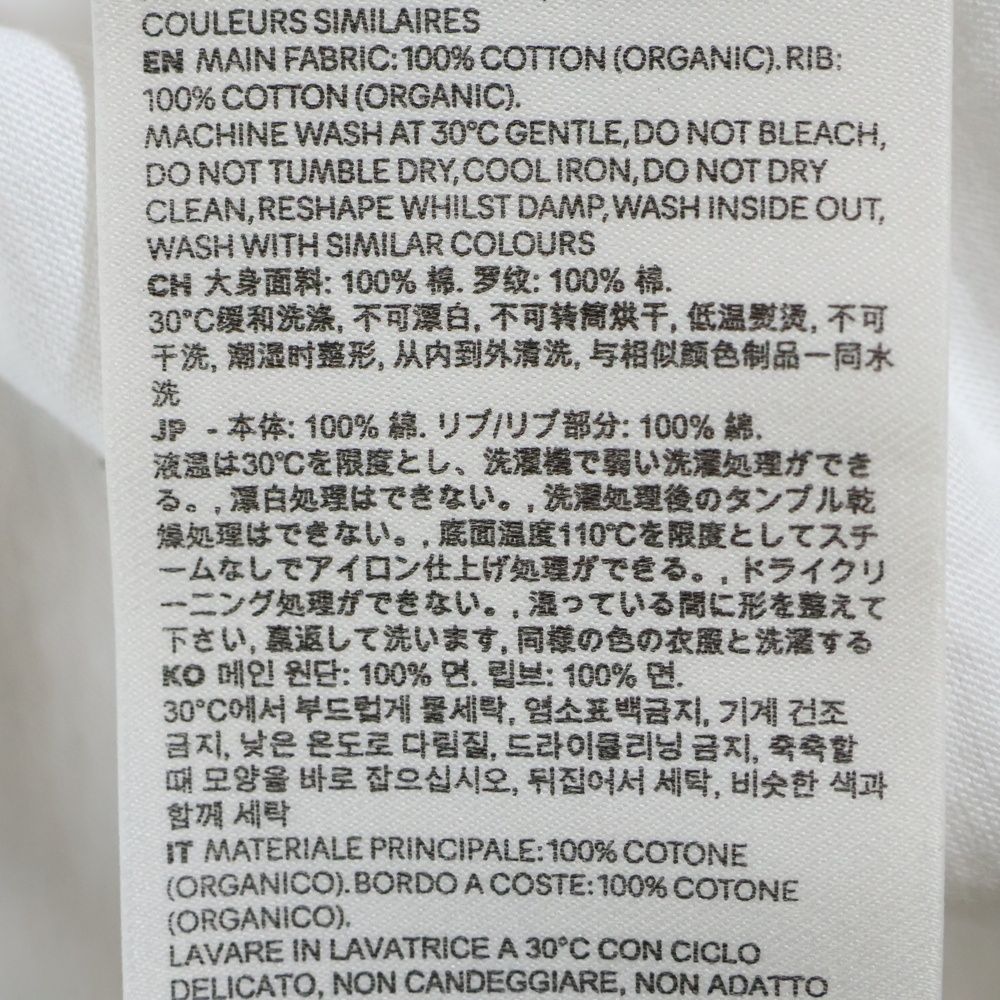 COULEURS SIMILAIRES
EN MAIN FABRIC: 100% COTTON (ORGANIC). RIB:
100% COTTON (ORGANIC).
MACHINE WASH AT 30°C GENTLE, DO NOT BLEACH,
DO NOT TUMBLE DRY, COOL IRON, DO NOT DRY
CLEAN, RESHAPE WHILST DAMP, WASH INSIDE OUT,
WASH WITH SIMILAR COLOURS
CH 大身面料: 100% 棉. 罗纹: 100% 棉.
30°C缓和洗涤, 不可漂白, 不可转筒烘干, 低温熨烫, 不可
干洗, 潮湿时整形, 从内到外清洗, 与相似颜色制品一同水
洗
JP - 本体: 100% 綿. リブ/リブ部分: 100% 綿.
液温は30℃を限度とし、洗濯機で弱い洗濯処理ができ
る。, 漂白処理はできない。, 洗濯処理後のタンブル乾
燥処理はできない。, 底面温度110℃を限度としてスチ
ームなしでアイロン仕上げ処理ができる。, ドライクリ
ーニング処理ができない。, 湿っている間に形を整えて
下さい, 裏返して洗います, 同様の色の衣服と洗濯する
KO 메인 원단: 100% 면. 립브: 100% 면.
30°C에서 부드럽게 물세탁, 염소표백금지, 기계 건조
금지, 낮은 온도로 다림질, 드라이클리닝 금지, 축축할
때 모양을 바로 잡으십시오, 뒤집어서 세탁, 비슷한 색과
함께 세탁
IT MATERIALE PRINCIPALE: 100% COTONE
(ORGANICO). BORDO A COSTE: 100% COTONE
(ORGANICO).
LAVARE IN LAVATRICE A 30°C CON CICLO
DELICATO, NON CANDEGGIARE, NON ADATTO